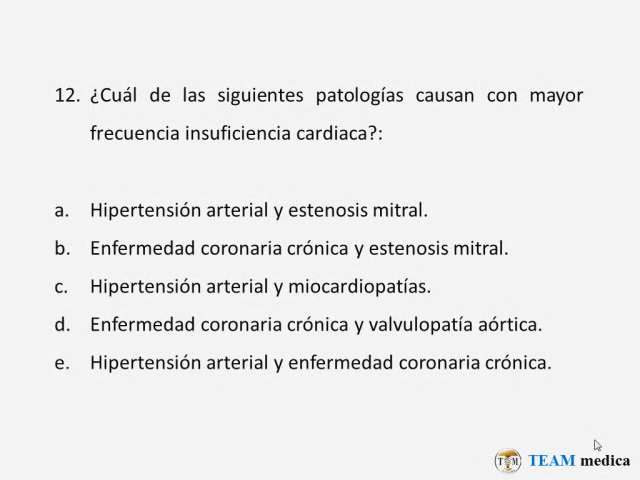 12. ¿Cuál de las siguientes patologías causan con mayor
frecuencia insuficiencia cardiaca?:
a. Hipertensión arterial y estenosis mitral.
b. Enfermedad coronaria crónica y estenosis mitral.
c. Hipertensión arterial y miocardiopatías.
d. Enfermedad coronaria crónica y valvulopatía aórtica.
e. Hipertensión arterial y enfermedad coronaria crónica.
TEAM medica